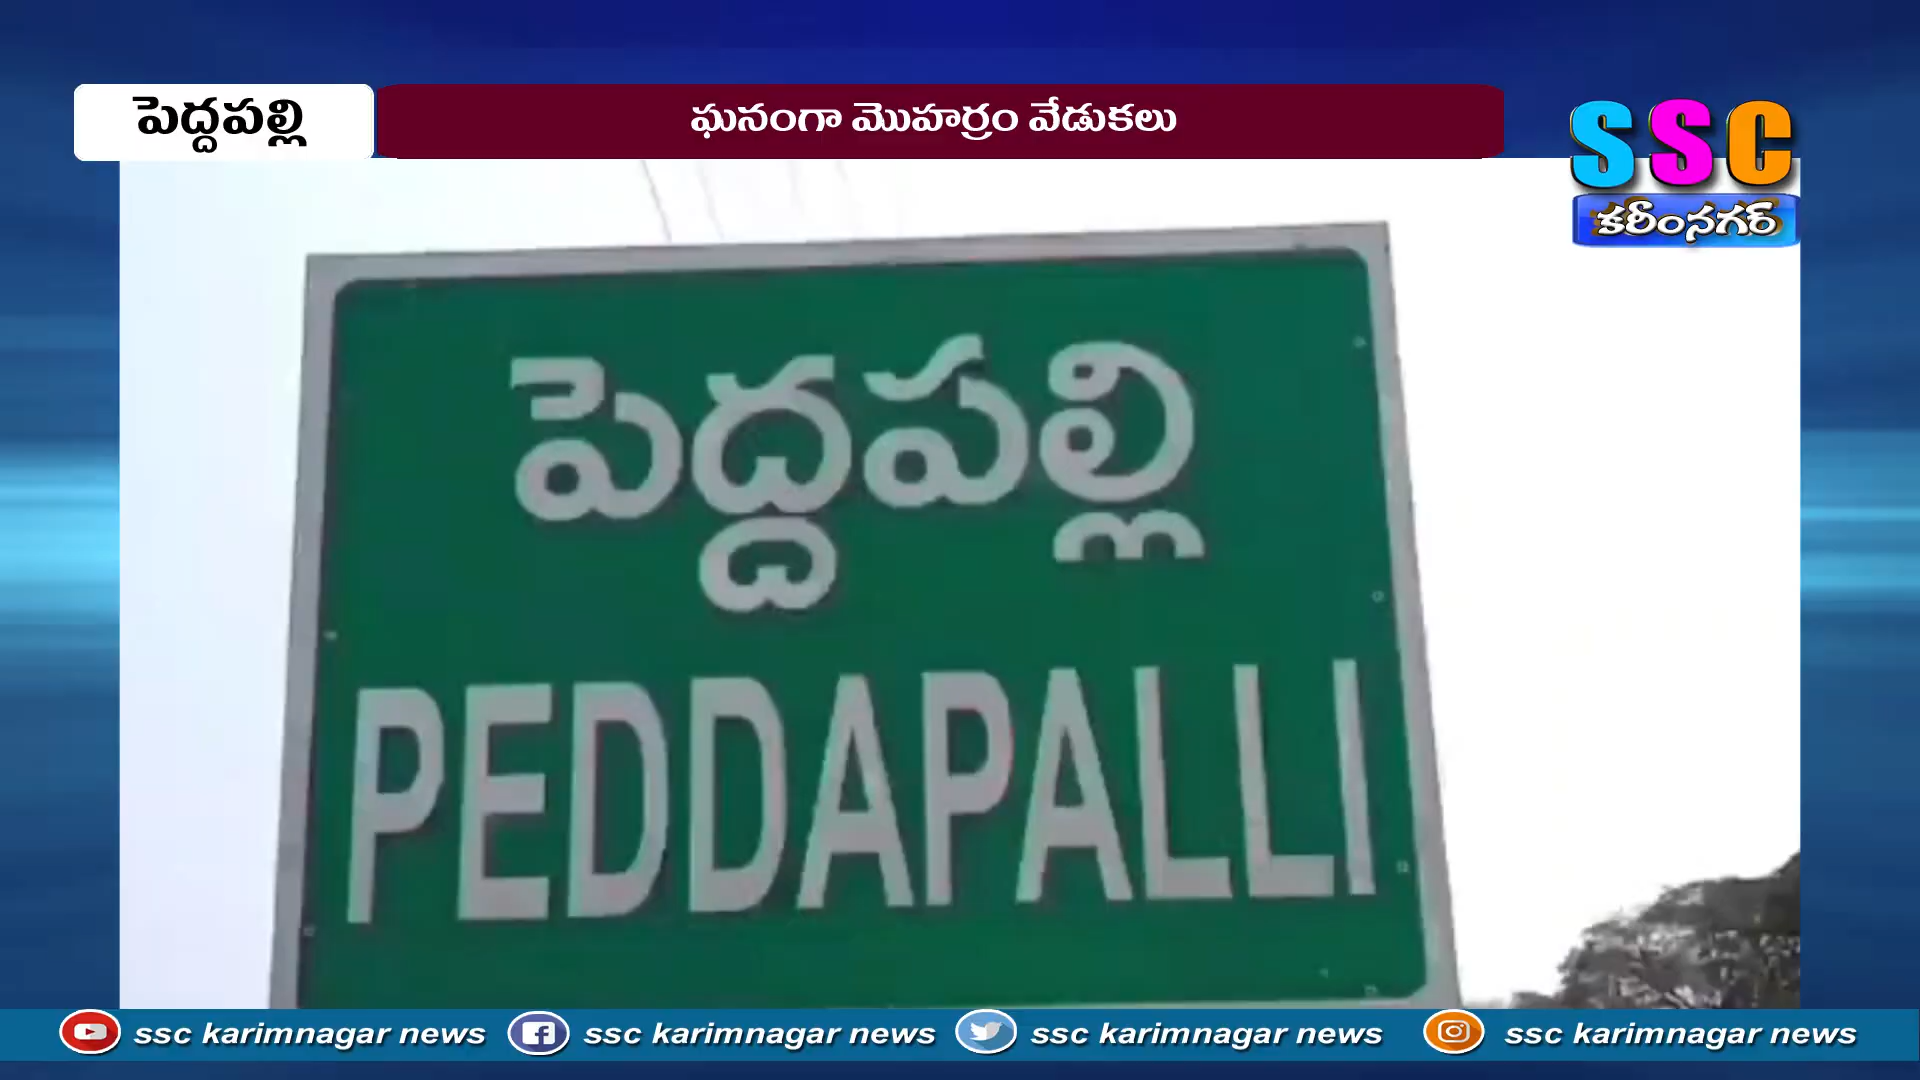 పెద్దపల్లి
ఘనంగా మొహర్రం వేడుకలు
SSC
కరీంనగర్
పెద్దపల్లి
PEDDAPALLI
ssc karimnagar news ssc karimnagar news ssc karimnagar news ssc karimnagar news